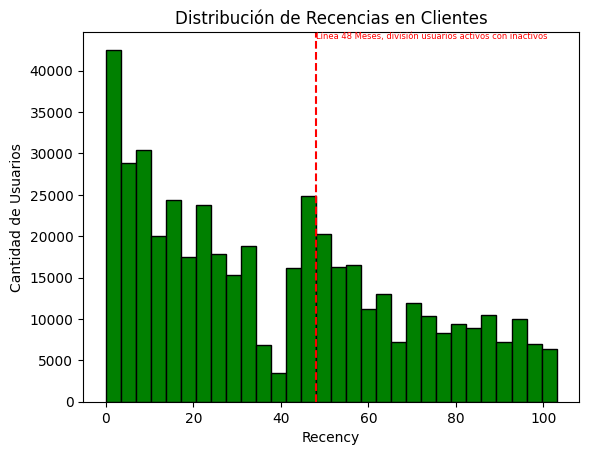 Distribución de Recencias en Clientes
Línea 48 Meses, división usuarios activos con inactivos
40000
35000
30000
25000
20000
15000
10000
5000
0
Cantidad de Usuarios
0 20 40 60 80 100
Recency